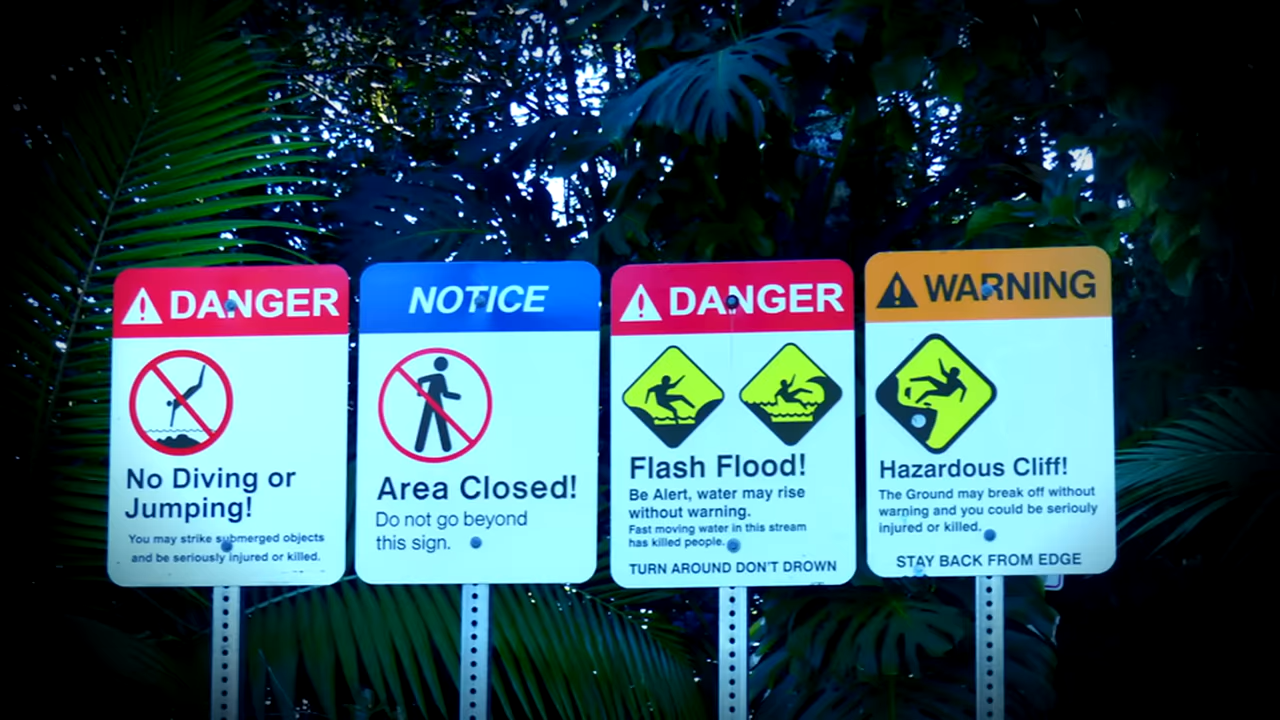 DANGER
No Diving or
Jumping!
You may strike submerged objects
and be seriously injured or killed.
NOTICE
Area Closed!
Do not go beyond
this sign.
DANGER
Flash Flood!
Be Alert, water may rise
without warning.
Fast moving water in this stream
has killed people.
TURN AROUND DON'T DROWN
WARNING
Hazardous Cliff!
The Ground may break off without
warning and you could be seriouly
injured or killed.
STAY BACK FROM EDGE